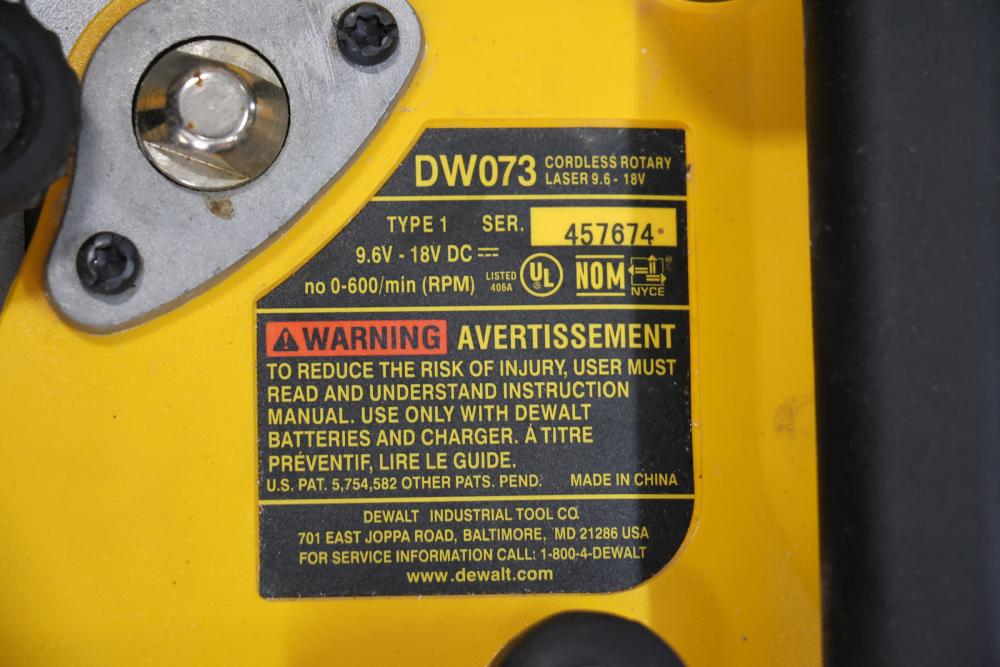 DW073 CORDLESS ROTARY
LASER 9.6 - 18V
TYPE 1 SER. 457674
9.6V - 18V DC
no 0-600/min (RPM) LISTED
406A UL NOM NYCE
WARNING AVERTISSEMENT
TO REDUCE THE RISK OF INJURY, USER MUST
READ AND UNDERSTAND INSTRUCTION
MANUAL. USE ONLY WITH DEWALT
BATTERIES AND CHARGER. Á TITRE
PRÉVENTIF, LIRE LE GUIDE.
U.S. PAT. 5,754,582 OTHER PATS. PEND. MADE IN CHINA
DEWALT INDUSTRIAL TOOL CO.
701 EAST JOPPA ROAD, BALTIMORE, MD 21286 USA
FOR SERVICE INFORMATION CALL: 1-800-4-DEWALT
www.dewalt.com